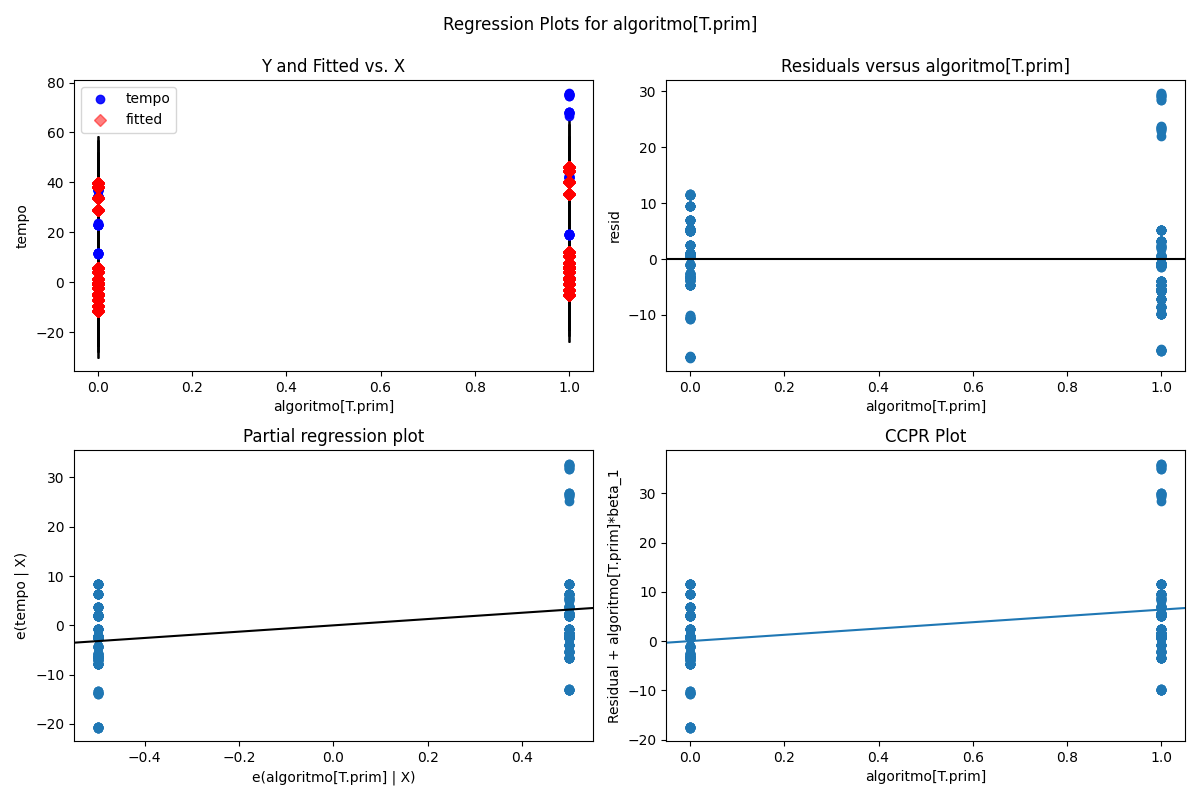 Regression Plots for algoritmo[T.prim]
Y and Fitted vs. X
tempo
fitted
80
60
40
20
0
−20
tempo
0.0 0.2 0.4 0.6 0.8 1.0
algoritmo[T.prim]
Residuals versus algoritmo[T.prim]
30
20
10
0
−10
resid
0.0 0.2 0.4 0.6 0.8 1.0
algoritmo[T.prim]
Partial regression plot
30
20
10
0
−10
−20
e(tempo | X)
−0.4 −0.2 0.0 0.2 0.4
e(algoritmo[T.prim] | X)
CCPR Plot
30
20
10
0
−10
−20
Residual + algoritmo[T.prim]*beta_1
0.0 0.2 0.4 0.6 0.8 1.0
algoritmo[T.prim]